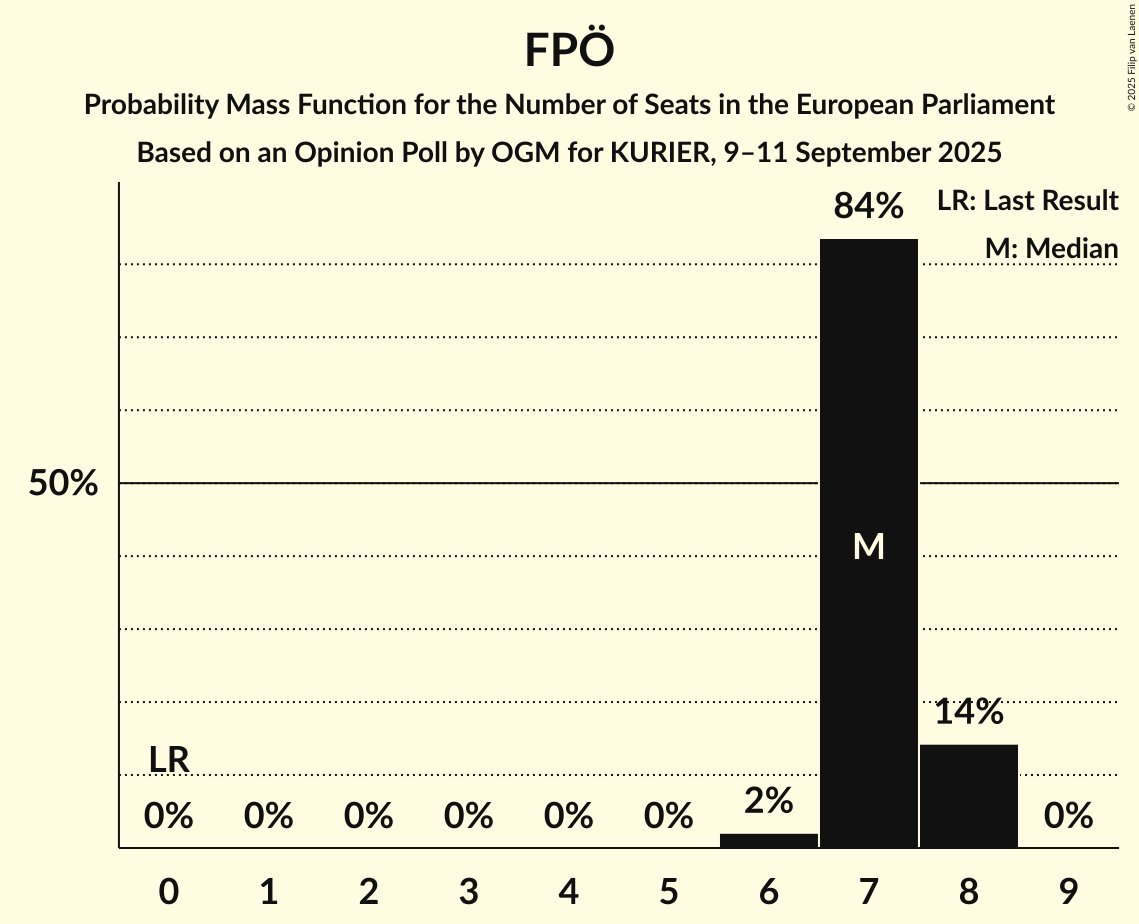 FPÖ
Probability Mass Function for the Number of Seats in the European Parliament
Based on an Opinion Poll by OGM for KURIER, 9–11 September 2025
© 2025 Filip van Laenen
LR: Last Result
M: Median
84%
50%
M
14%
LR
2%
0% 0% 0% 0% 0% 0% 0%
0 1 2 3 4 5 6 7 8 9